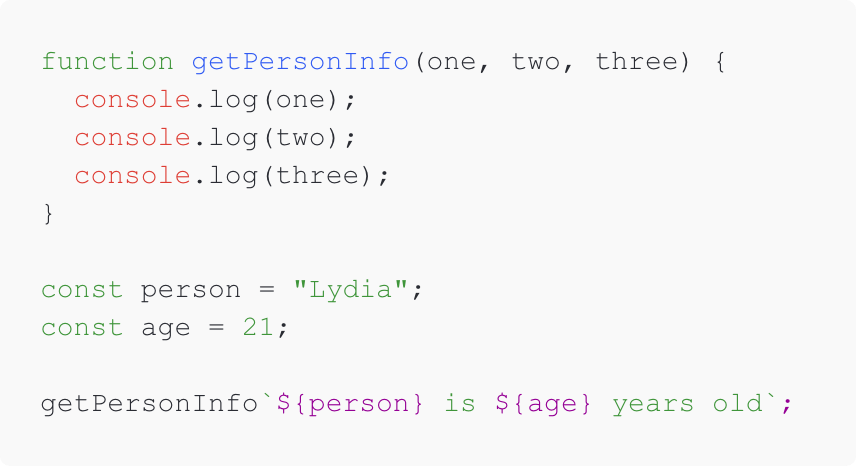 function getPersonInfo(one, two, three) {
  console.log(one);
  console.log(two);
  console.log(three);
}

const person = "Lydia";
const age = 21;

getPersonInfo`${person} is ${age} years old`;